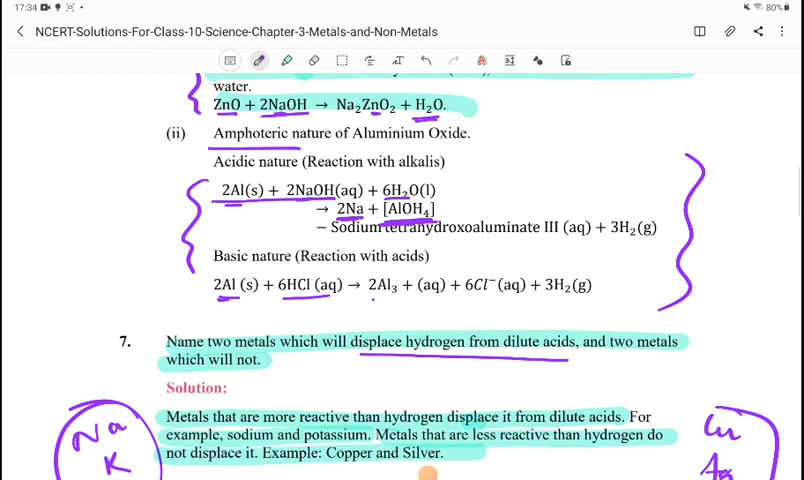 17:34
80%
NCERT-Solutions-For-Class-10-Science-Chapter-3-Metals-and-Non-Metals
water.
ZnO + 2NaOH → Na₂ZnO₂ + H₂O.
(ii) Amphoteric nature of Aluminium Oxide.
Acidic nature (Reaction with alkalis)
2Al(s) + 2NaOH(aq) + 6H₂O(l)
→ 2Na + [AlOH₄]
− Sodium tetrahydroxoaluminate III (aq) + 3H₂(g)
Basic nature (Reaction with acids)
2Al (s) + 6HCl (aq) → 2Al₃ + (aq) + 6Cl⁻(aq) + 3H₂(g)
7. Name two metals which will displace hydrogen from dilute acids, and two metals
which will not.
Solution:
Metals that are more reactive than hydrogen displace it from dilute acids. For
example, sodium and potassium. Metals that are less reactive than hydrogen do
not displace it. Example: Copper and Silver.
Na
K
Cu
Ag